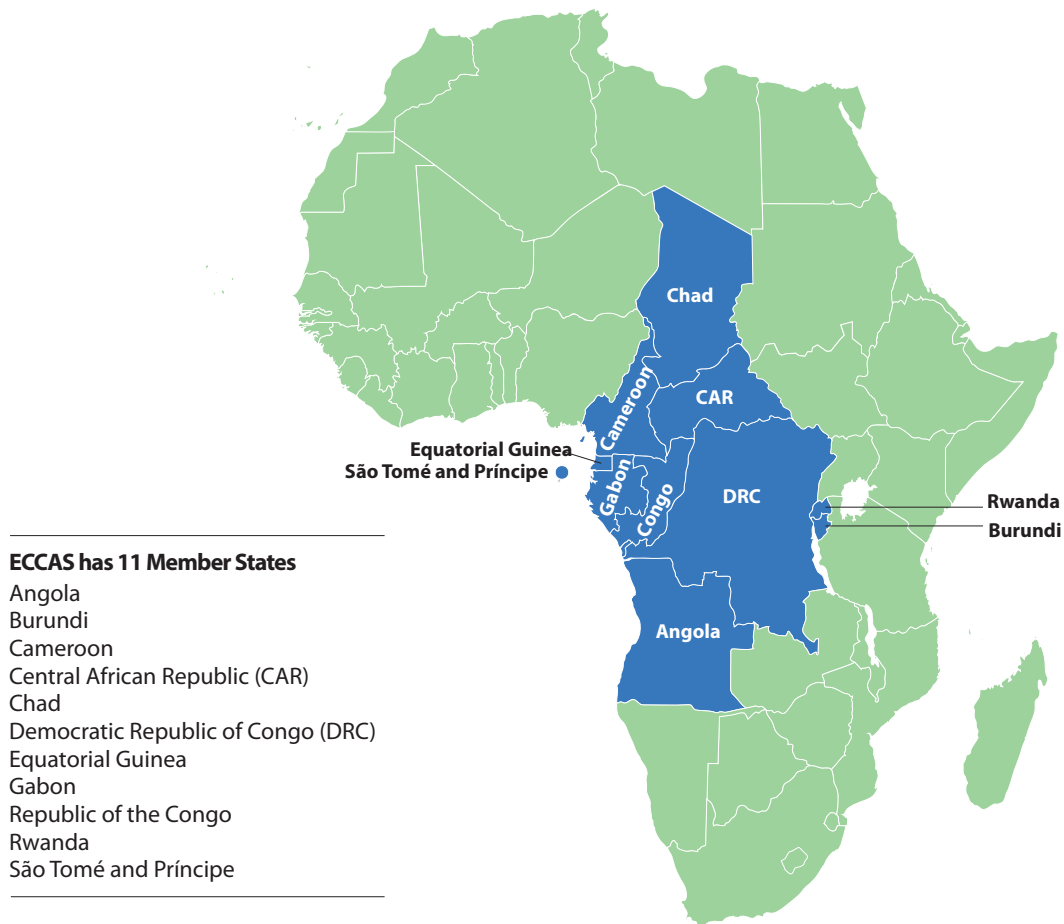 Chad
CAR
Cameroon
Equatorial Guinea
São Tomé and Príncipe
Gabon
Congo
DRC
Rwanda
Burundi
Angola
ECCAS has 11 Member States
Angola
Burundi
Cameroon
Central African Republic (CAR)
Chad
Democratic Republic of Congo (DRC)
Equatorial Guinea
Gabon
Republic of the Congo
Rwanda
São Tomé and Príncipe